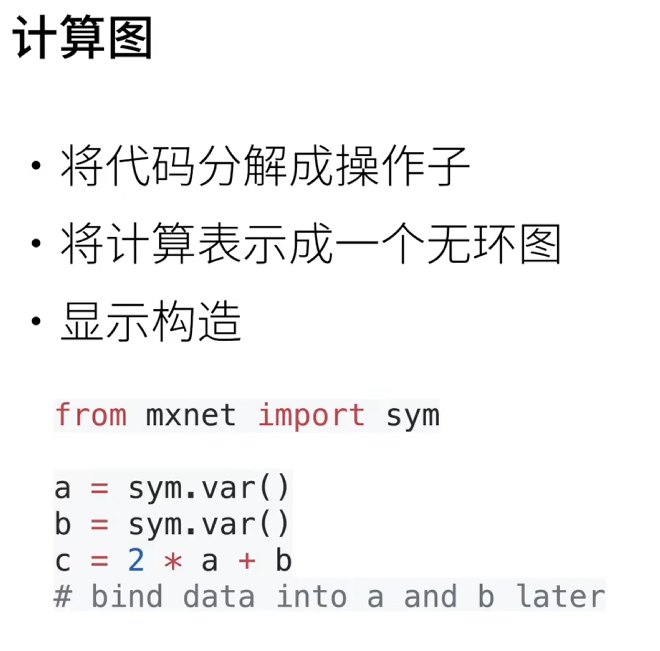 计算图
• 将代码分解成操作子
• 将计算表示成一个无环图
• 显示构造
from mxnet import sym
a = sym.var()
b = sym.var()
c = 2 * a + b
# bind data into a and b later